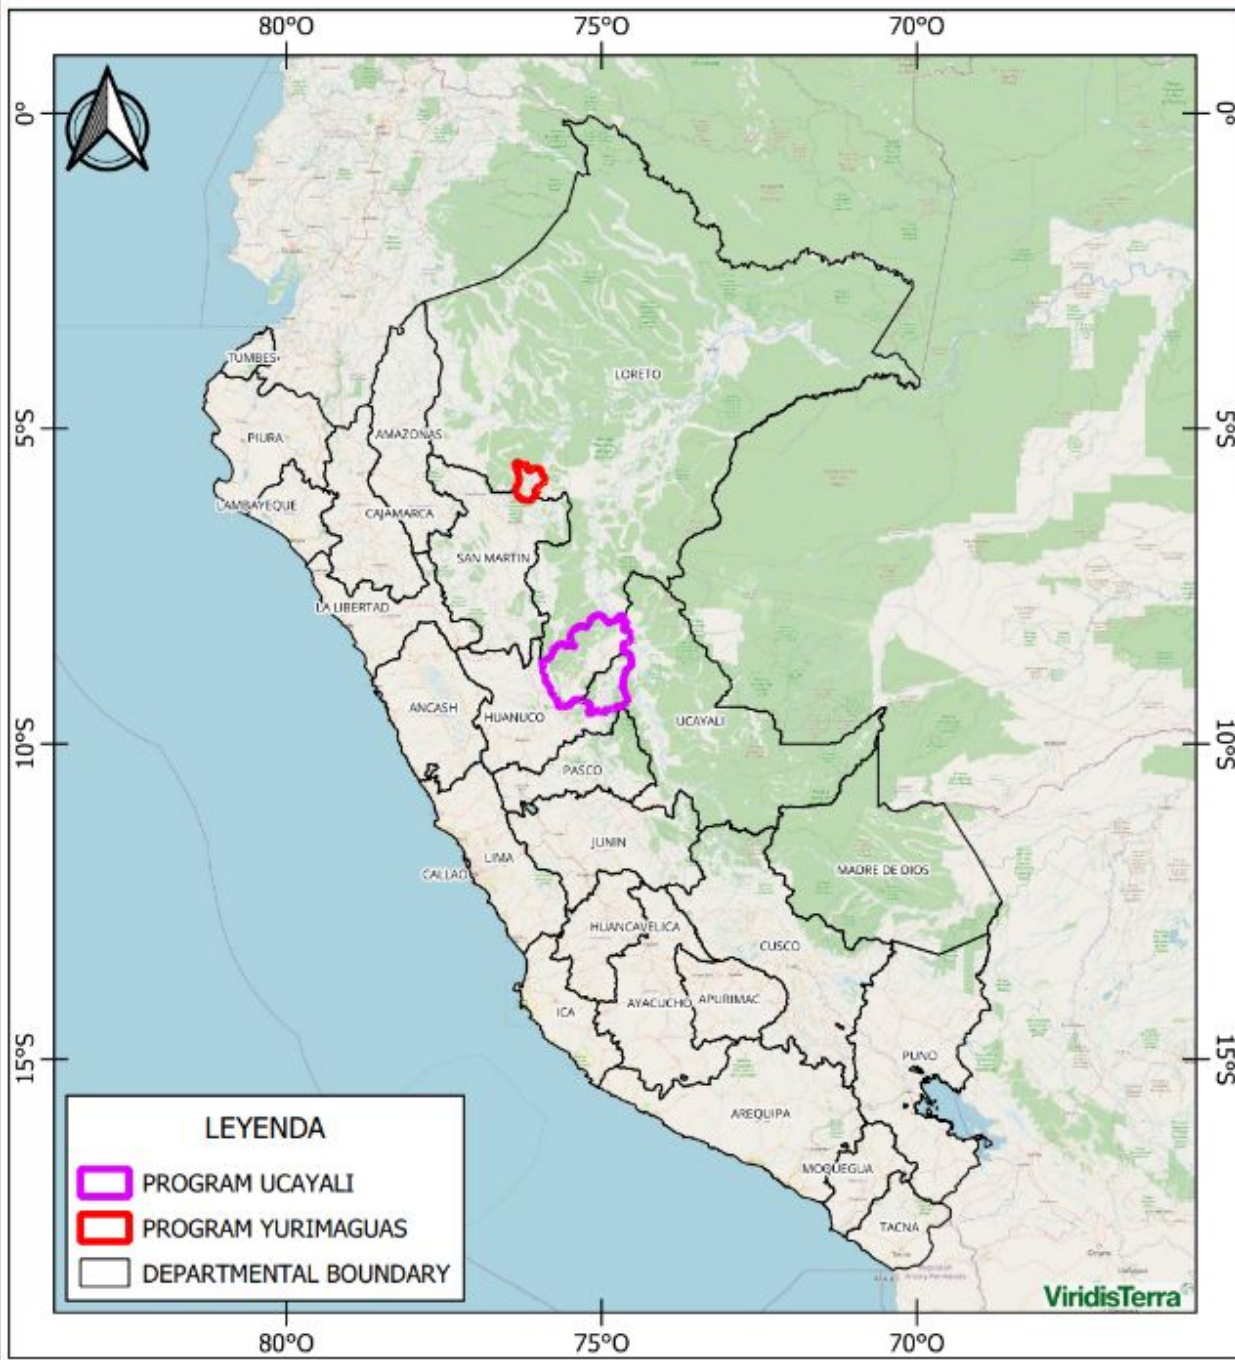 80°O 75°O 70°O
0° 0°
TUMBES
LORETO
5°S 5°S
PIURA
AMAZONAS
LAMBAYEQUE
CAJAMARCA
SAN MARTIN
LA LIBERTAD
ANCASH
HUANUCO
UCAYALI
10°S 10°S
PASCO
JUNIN
LIMA
CALLAO
MADRE DE DIOS
HUANCAVELICA
CUSCO
ICA
AYACUCHO
APURIMAC
PUNO
15°S 15°S
AREQUIPA
MOQUEGUA
TACNA
LEYENDA
PROGRAM UCAYALI
PROGRAM YURIMAGUAS
DEPARTMENTAL BOUNDARY
ViridisTerra
80°O 75°O 70°O